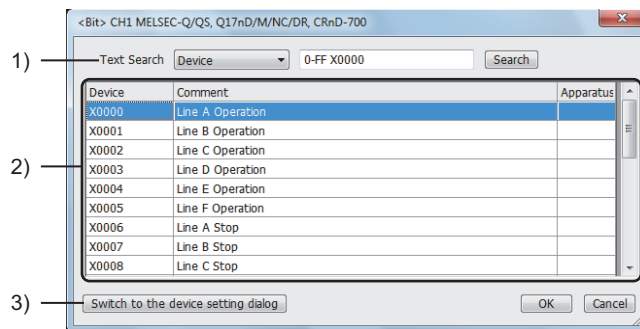 <Bit> CH1 MELSEC-Q/QS, Q17nD/M/NC/DR, CRnD-700
1) Text Search Device 0-FF X0000 Search
Device Comment Apparatus
X0000 Line A Operation
X0001 Line B Operation
2)
X0002 Line C Operation
X0003 Line D Operation
X0004 Line E Operation
X0005 Line F Operation
X0006 Line A Stop
X0007 Line B Stop
X0008 Line C Stop
3) Switch to the device setting dialog OK Cancel